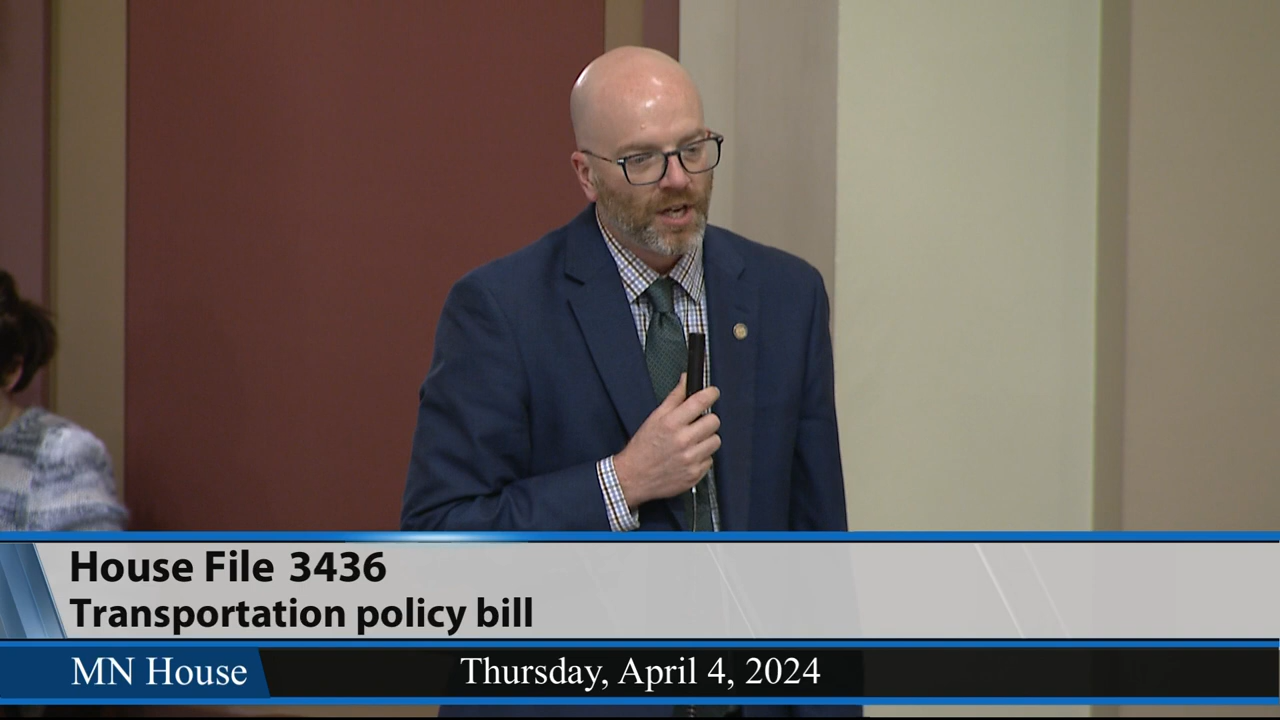 House File 3436
Transportation policy bill
MN House
Thursday, April 4, 2024